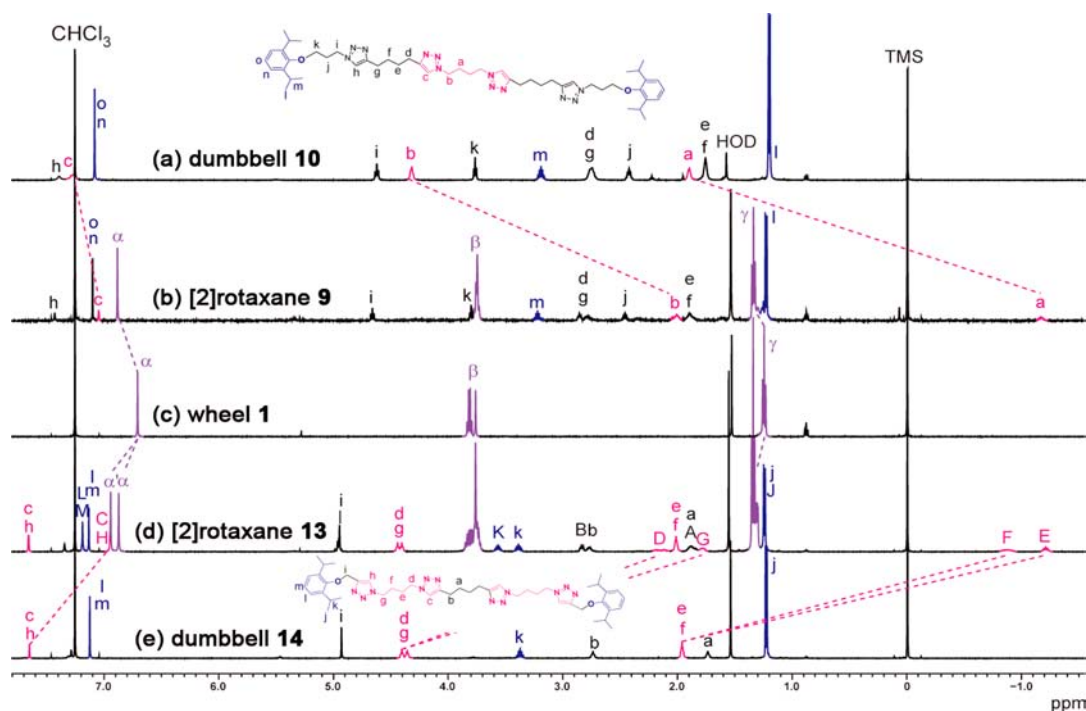 CHCl3
TMS
k
i
N=N
d
f
N=N
a
O
N
N
o
n
j
h
g
e
c
N
b
N
N=N
N
N=N
O
m
l
o
n
(a) dumbbell 10
h
c
i
b
k
m
d
g
j
a
e
f
HOD
l
o
n
α
β
γ
l
(b) [2]rotaxane 9
h
c
i
k
m
d
g
j
b
e
f
a
α
β
γ
(c) wheel 1
c
h
L
M
l
m
C
H
α
α
(d) [2]rotaxane 13
i
d
g
K
k
Bb
D
e
f
G
a
A
j
J
F
E
m
l
O
i
h
N=N
f
d
N=N
a
k
j
g
e
c
b
N=N
N=N
O
c
h
l
m
(e) dumbbell 14
i
d
g
k
b
e
f
a
j
7.0
6.0
5.0
4.0
3.0
2.0
1.0
0
−1.0
ppm